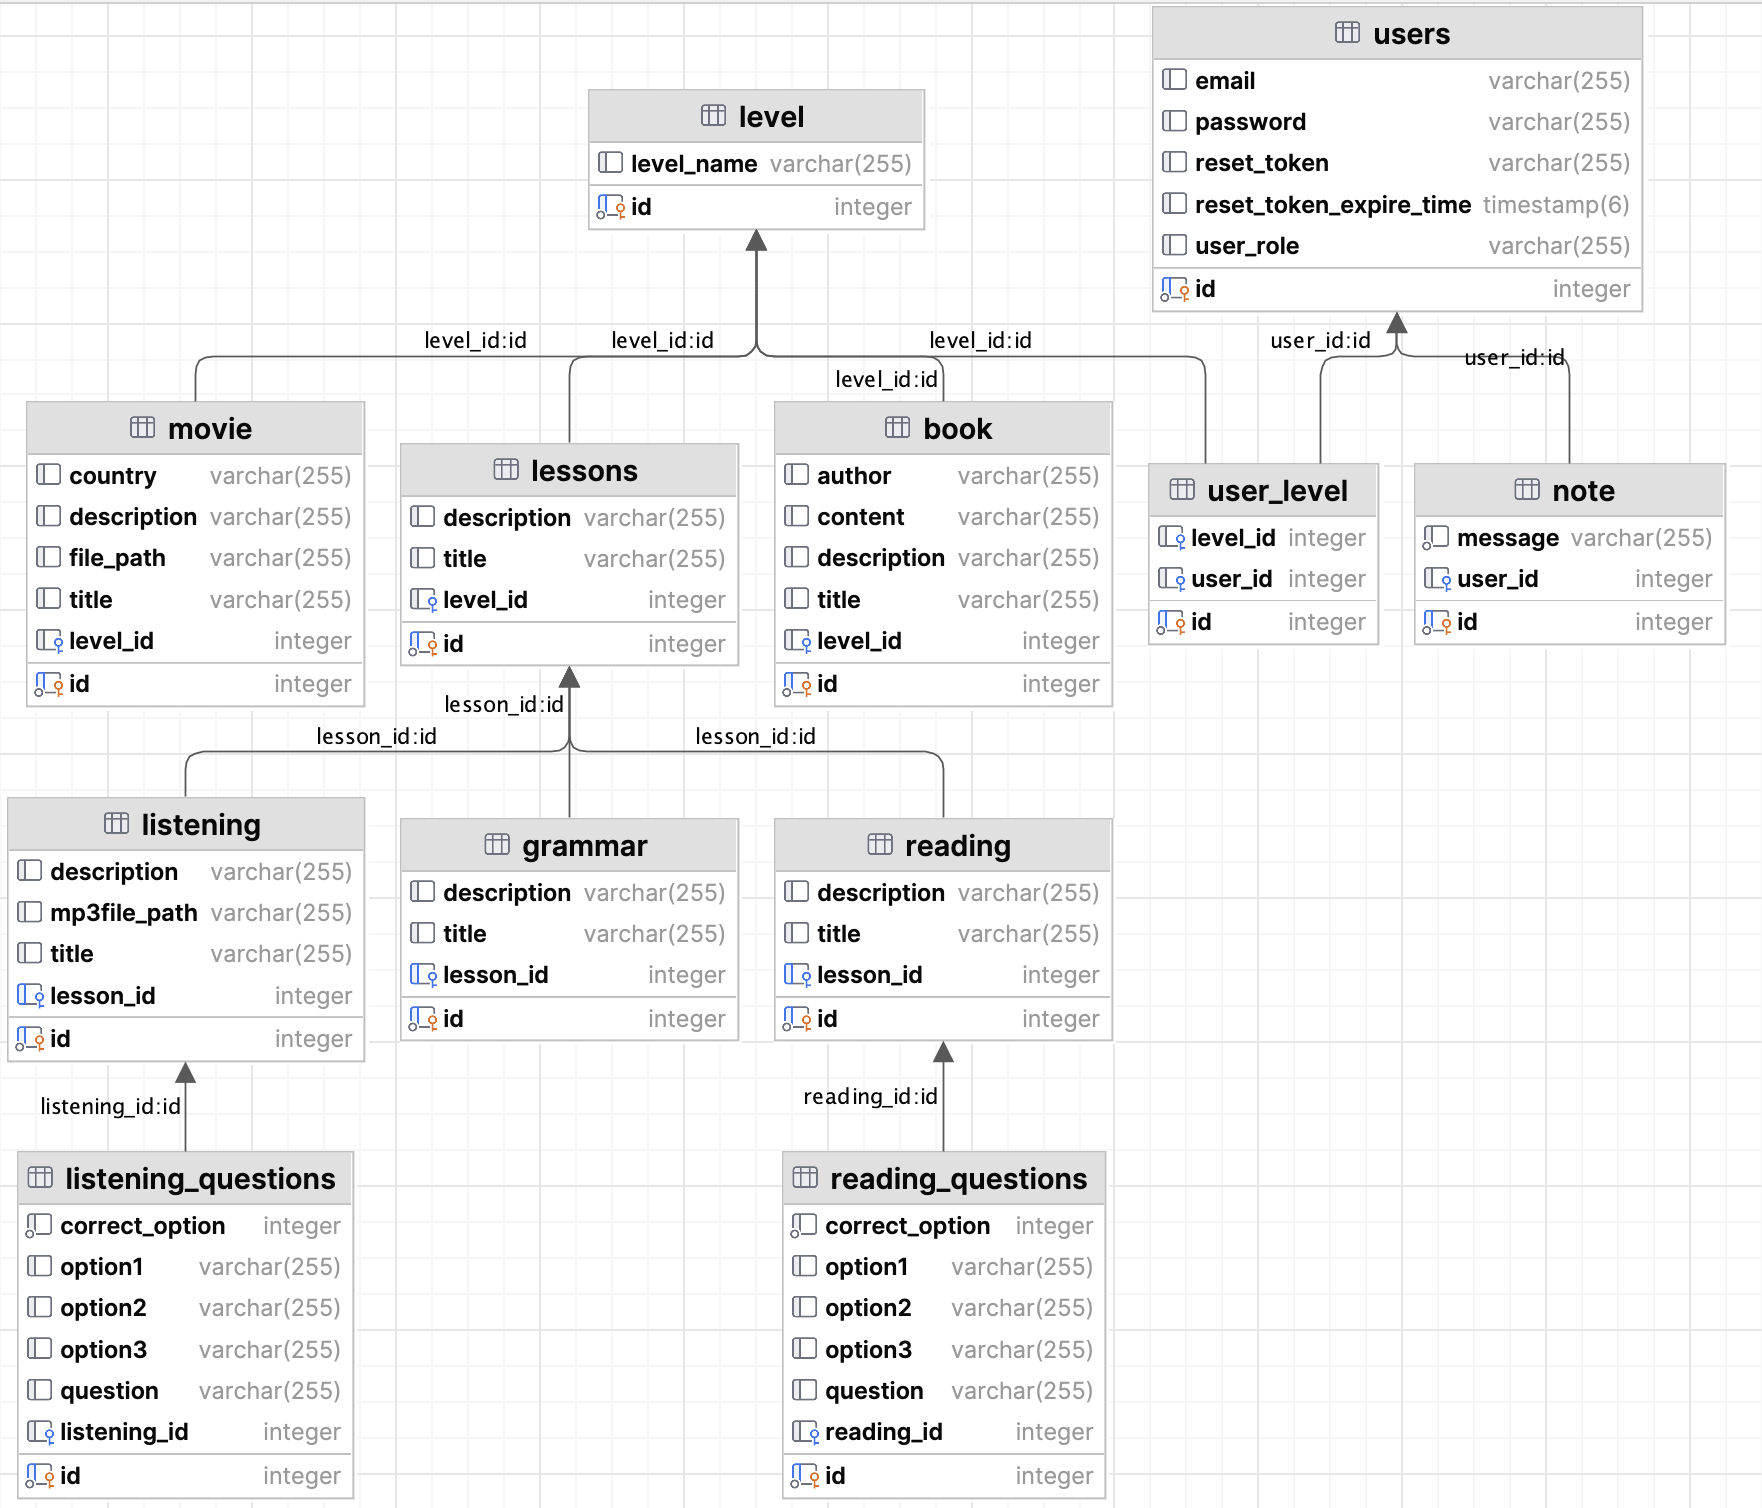 users
email varchar(255)
password varchar(255)
reset_token varchar(255)
reset_token_expire_time timestamp(6)
user_role varchar(255)
id integer
level
level_name varchar(255)
id integer
level_id:id
level_id:id
level_id:id
level_id:id
user_id:id
user_id:id
movie
country varchar(255)
description varchar(255)
file_path varchar(255)
title varchar(255)
level_id integer
id integer
lessons
description varchar(255)
title varchar(255)
level_id integer
id integer
book
author varchar(255)
content varchar(255)
description varchar(255)
title varchar(255)
level_id integer
id integer
user_level
level_id integer
user_id integer
id integer
note
message varchar(255)
user_id integer
id integer
lesson_id:id
lesson_id:id
lesson_id:id
listening
description varchar(255)
mp3file_path varchar(255)
title varchar(255)
lesson_id integer
id integer
grammar
description varchar(255)
title varchar(255)
lesson_id integer
id integer
reading
description varchar(255)
title varchar(255)
lesson_id integer
id integer
listening_id:id
reading_id:id
listening_questions
correct_option integer
option1 varchar(255)
option2 varchar(255)
option3 varchar(255)
question varchar(255)
listening_id integer
id integer
reading_questions
correct_option integer
option1 varchar(255)
option2 varchar(255)
option3 varchar(255)
question varchar(255)
reading_id integer
id integer